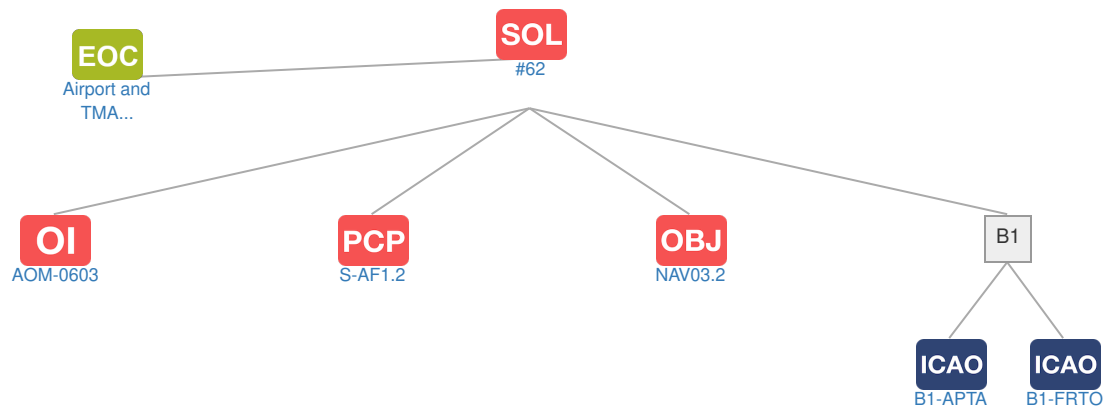 EOC
Airport and
TMA...
SOL
#62
OI
AOM-0603
PCP
S-AF1.2
OBJ
NAV03.2
B1
ICAO
B1-APTA
ICAO
B1-FRTO